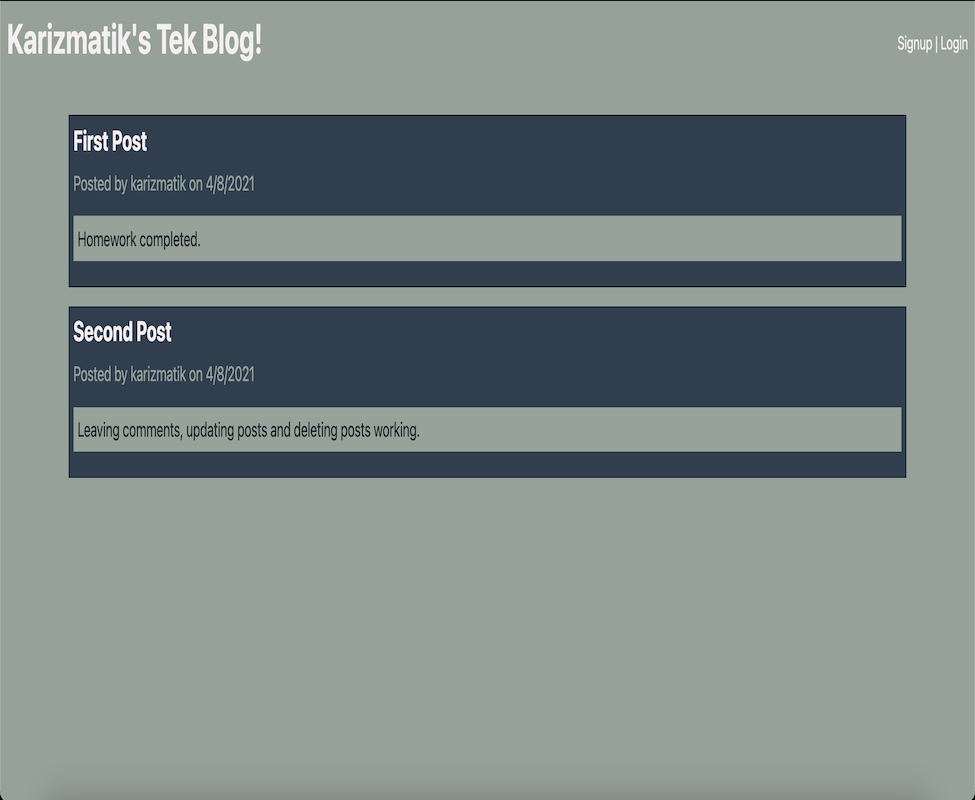 Karizmatik's Tek Blog!
Signup | Login
First Post
Posted by karizmatik on 4/8/2021
Homework completed.
Second Post
Posted by karizmatik on 4/8/2021
Leaving comments, updating posts and deleting posts working.